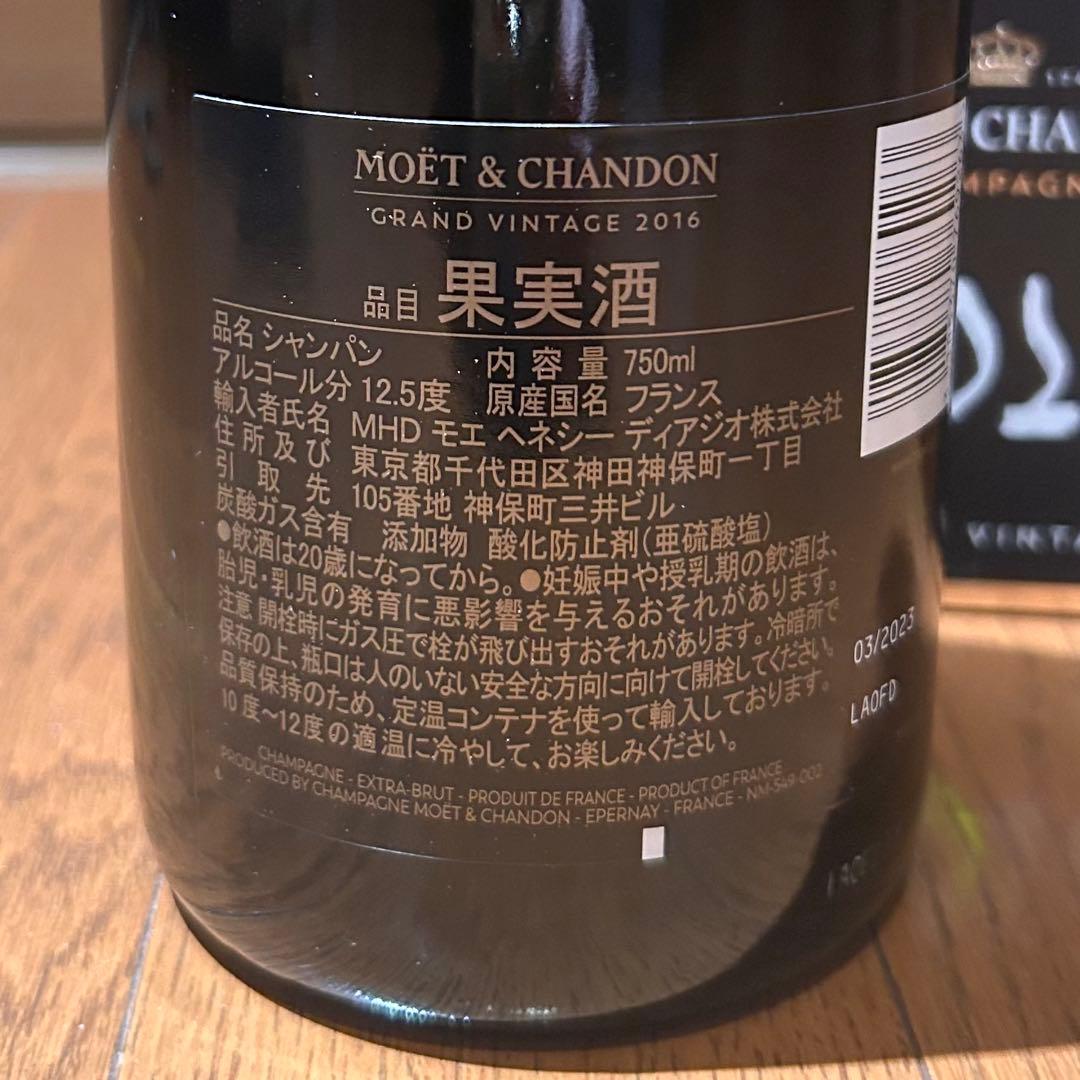 MOËT & CHANDON
GRAND VINTAGE 2016
品目 果実酒
品名 シャンパン 内容量 750ml
アルコール分 12.5度 原産国名 フランス
輸入者氏名 MHD モエ ヘネシー ディアジオ株式会社
住所及び 東京都千代田区神田神保町一丁目
引取先 105番地 神保町三井ビル
炭酸ガス含有 添加物 酸化防止剤(亜硫酸塩)
●飲酒は20歳になってから。●妊娠中や授乳期の飲酒は、
胎児・乳児の発育に悪影響を与えるおそれがあります。
注意 開栓時にガス圧で栓が飛び出すおそれがあります。冷暗所で
保存の上、瓶口は人のいない安全な方向に向けて開栓してください。
品質保持のため、定温コンテナを使って輸入しております。
10度～12度の適温に冷やして、お楽しみください。
CHAMPAGNE - EXTRA-BRUT - PRODUIT DE FRANCE - PRODUCT OF FRANCE
PRODUCED BY CHAMPAGNE MOËT & CHANDON - EPERNAY - FRANCE - NM-549-002
03/2023
LAOFD
CHA
MPAGN
VINTA